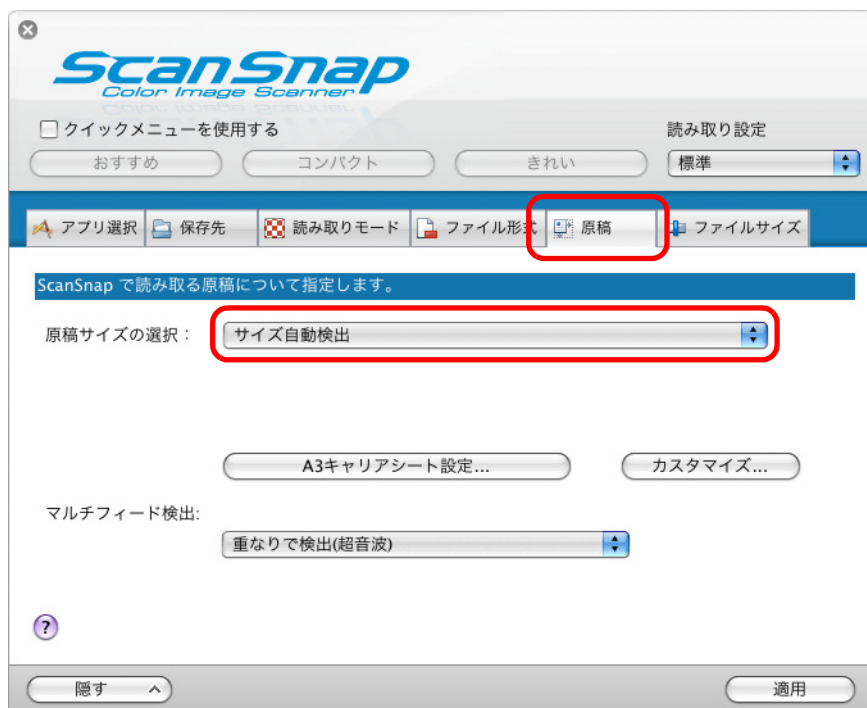 ScanSnap
Color Image Scanner
クイックメニューを使用する
読み取り設定
おすすめ
コンパクト
きれい
標準
アプリ選択
保存先
読み取りモード
ファイル形式
原稿
ファイルサイズ
ScanSnap で読み取る原稿について指定します。
原稿サイズの選択：
サイズ自動検出
A3キャリアシート設定...
カスタマイズ...
マルチフィード検出:
重なりで検出(超音波)
?
隠す
適用